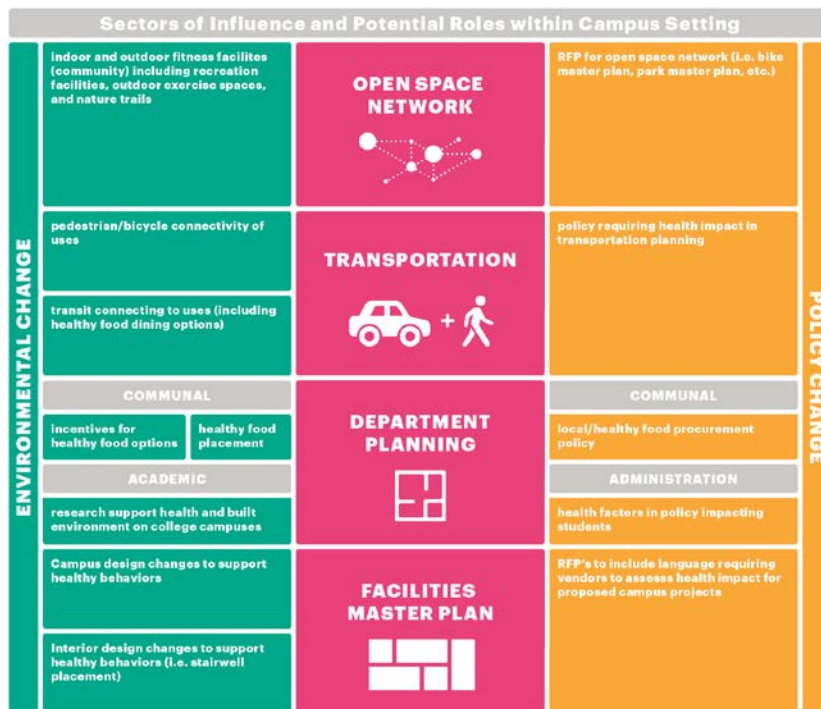 Sectors of Influence and Potential Roles within Campus Setting
ENVIRONMENTAL CHANGE
indoor and outdoor fitness facilites
(community) including recreation
facilities, outdoor exercise spaces,
and nature trails
OPEN SPACE
NETWORK
RFP for open space network (i.e. bike
master plan, park master plan, etc.)
pedestrian/bicycle connectivity of
uses
transit connecting to uses (including
healthy food dining options)
TRANSPORTATION
+
policy requiring health impact in
transportation planning
COMMUNAL
incentives for
healthy food options
healthy food
placement
ACADEMIC
research support health and built
environment on college campuses
DEPARTMENT
PLANNING
COMMUNAL
local/healthy food procurement
policy
ADMINISTRATION
health factors in policy impacting
students
Campus design changes to support
healthy behaviors
Interior design changes to support
healthy behaviors (i.e. stairwell
placement)
FACILITIES
MASTER PLAN
RFP's to include language requiring
vendors to assesss health impact for
proposed campus projects
POLICY CHANGE